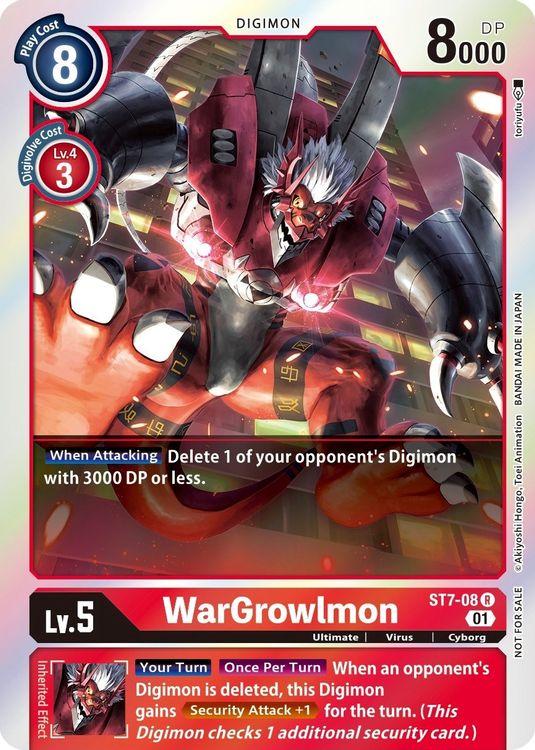 DIGIMON
Play Cost
8
DP
8000
Digivolve Cost
Lv.4
3
toriyufu
©Akiyoshi Hongo, Toei Animation BANDAI MADE IN JAPAN
NOT FOR SALE
When Attacking Delete 1 of your opponent's Digimon
with 3000 DP or less.
Lv.5
WarGrowlmon
ST7-08 R
01
Ultimate | Virus | Cyborg
Inherited Effect
Your Turn Once Per Turn When an opponent's
Digimon is deleted, this Digimon
gains Security Attack +1 for the turn. (This
Digimon checks 1 additional security card.)